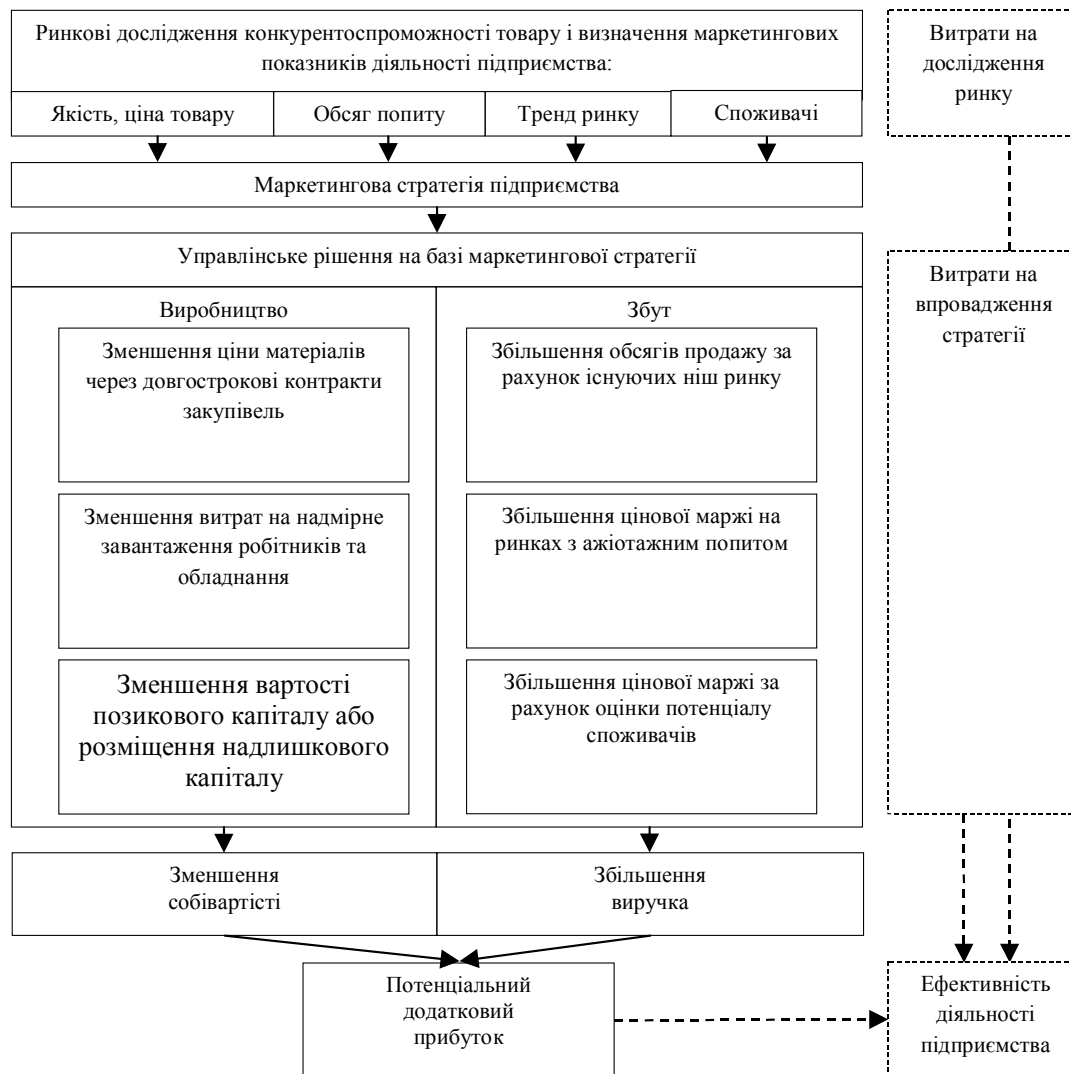 Ринкові дослідження конкурентоспроможності товару і визначення маркетингових
показників діяльності підприємства:
Якість, ціна товару
Обсяг попиту
Тренд ринку
Споживачі
Витрати на
дослідження
ринку
Маркетингова стратегія підприємства
Управлінське рішення на базі маркетингової стратегії
Виробництво
Зменшення ціни матеріалів
через довгострокові контракти
закупівель
Зменшення витрат на надмірне
завантаження робітників та
обладнання
Зменшення вартості
позикового капіталу або
розміщення надлишкового
капіталу
Збут
Збільшення обсягів продажу за
рахунок існуючих ніш ринку
Збільшення цінової маржі на
ринках з ажіотажним попитом
Збільшення цінової маржі за
рахунок оцінки потенціалу
споживачів
Витрати на
впровадження
стратегії
Зменшення
собівартісті
Збільшення
виручка
Потенціальний
додатковий
прибуток
Ефективність
діяльності
підприємства